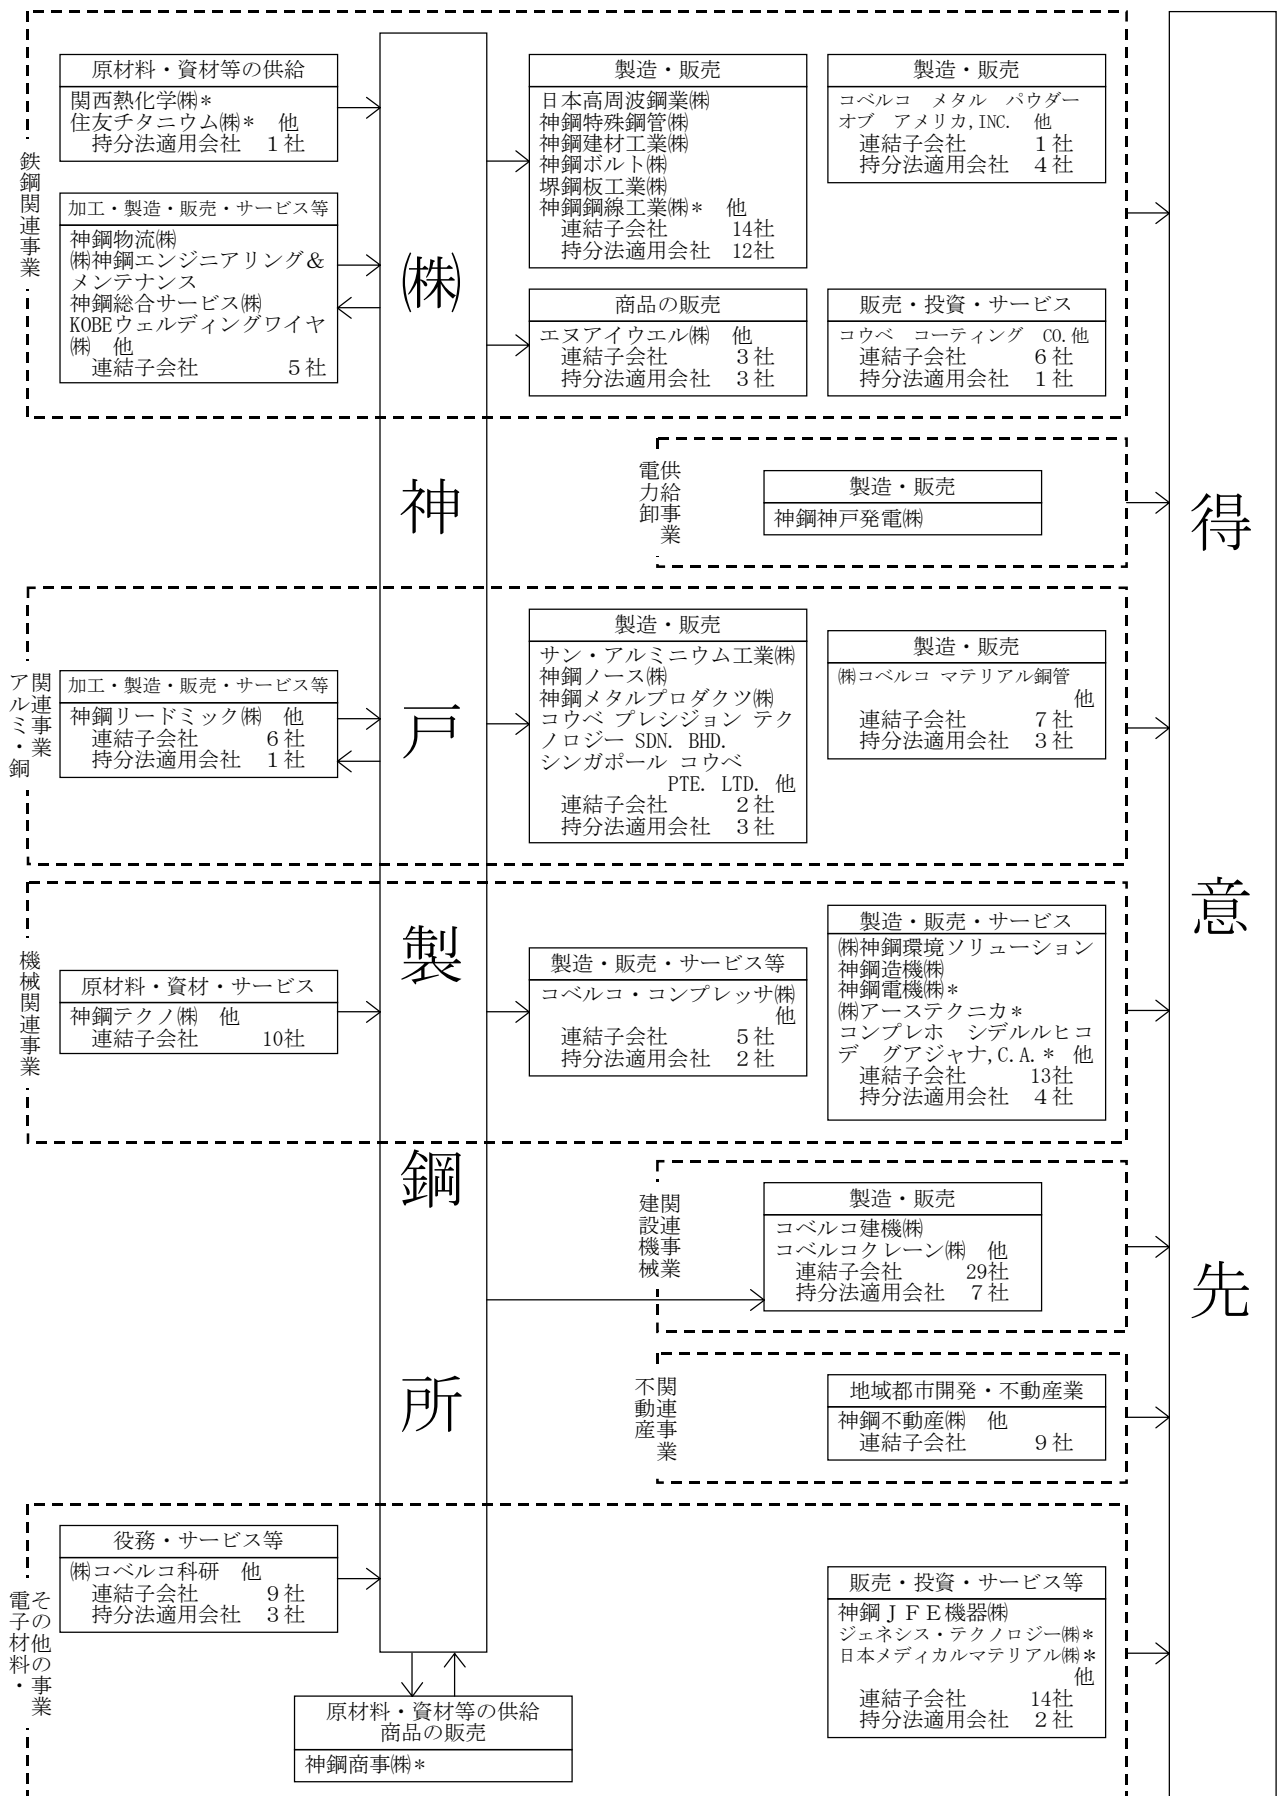 鉄鋼関連事業
原材料・資材等の供給
関西熱化学㈱＊
住友チタニウム㈱＊　他
持分法適用会社　１社
加工・製造・販売・サービス等
神鋼物流㈱
㈱神鋼エンジニアリング＆
メンテナンス
神鋼総合サービス㈱
KOBEウェルディングワイヤ
㈱　他
連結子会社　５社
製造・販売
日本高周波鋼業㈱
神鋼特殊鋼管㈱
神鋼建材工業㈱
神鋼ボルト㈱
堺鋼板工業㈱
神鋼鋼線工業㈱＊　他
連結子会社　14社
持分法適用会社　12社
製造・販売
コベルコ　メタル　パウダー
オブ　アメリカ,INC.　他
連結子会社　１社
持分法適用会社　４社
商品の販売
エヌアイウエル㈱　他
連結子会社　３社
持分法適用会社　３社
販売・投資・サービス
コウベ　コーティング　CO.他
連結子会社　６社
持分法適用会社　１社
電力卸
供給事業
製造・販売
神鋼神戸発電㈱
アルミ・銅
関連事業
加工・製造・販売・サービス等
神鋼リードミック㈱　他
連結子会社　６社
持分法適用会社　１社
製造・販売
サン・アルミニウム工業㈱
神鋼ノース㈱
神鋼メタルプロダクツ㈱
コウベ プレシジョン テク
ノロジー SDN. BHD.
シンガポール コウベ
PTE. LTD. 他
連結子会社　２社
持分法適用会社　３社
製造・販売
㈱コベルコ マテリアル銅管
他
連結子会社　７社
持分法適用会社　３社
機械関連事業
原材料・資材・サービス
神鋼テクノ㈱　他
連結子会社　10社
製造・販売・サービス等
コベルコ・コンプレッサ㈱
他
連結子会社　５社
持分法適用会社　２社
製造・販売・サービス
㈱神鋼環境ソリューション
神鋼造機㈱
神鋼電機㈱＊
㈱アーステクニカ＊
コンプレホ　シデルルヒコ
デ　グアジャナ,C.A.＊　他
連結子会社　13社
持分法適用会社　４社
建設機械
関連事業
製造・販売
コベルコ建機㈱
コベルコクレーン㈱　他
連結子会社　29社
持分法適用会社　７社
不動産
関連事業
地域都市開発・不動産業
神鋼不動産㈱　他
連結子会社　９社
電子材料・
その他の事業
役務・サービス等
㈱コベルコ科研　他
連結子会社　９社
持分法適用会社　３社
原材料・資材等の供給
商品の販売
神鋼商事㈱＊
販売・投資・サービス等
神鋼ＪＦＥ機器㈱
ジェネシス・テクノロジー㈱＊
日本メディカルマテリアル㈱＊
他
連結子会社　14社
持分法適用会社　２社
㈱神戸製鋼所
得意先